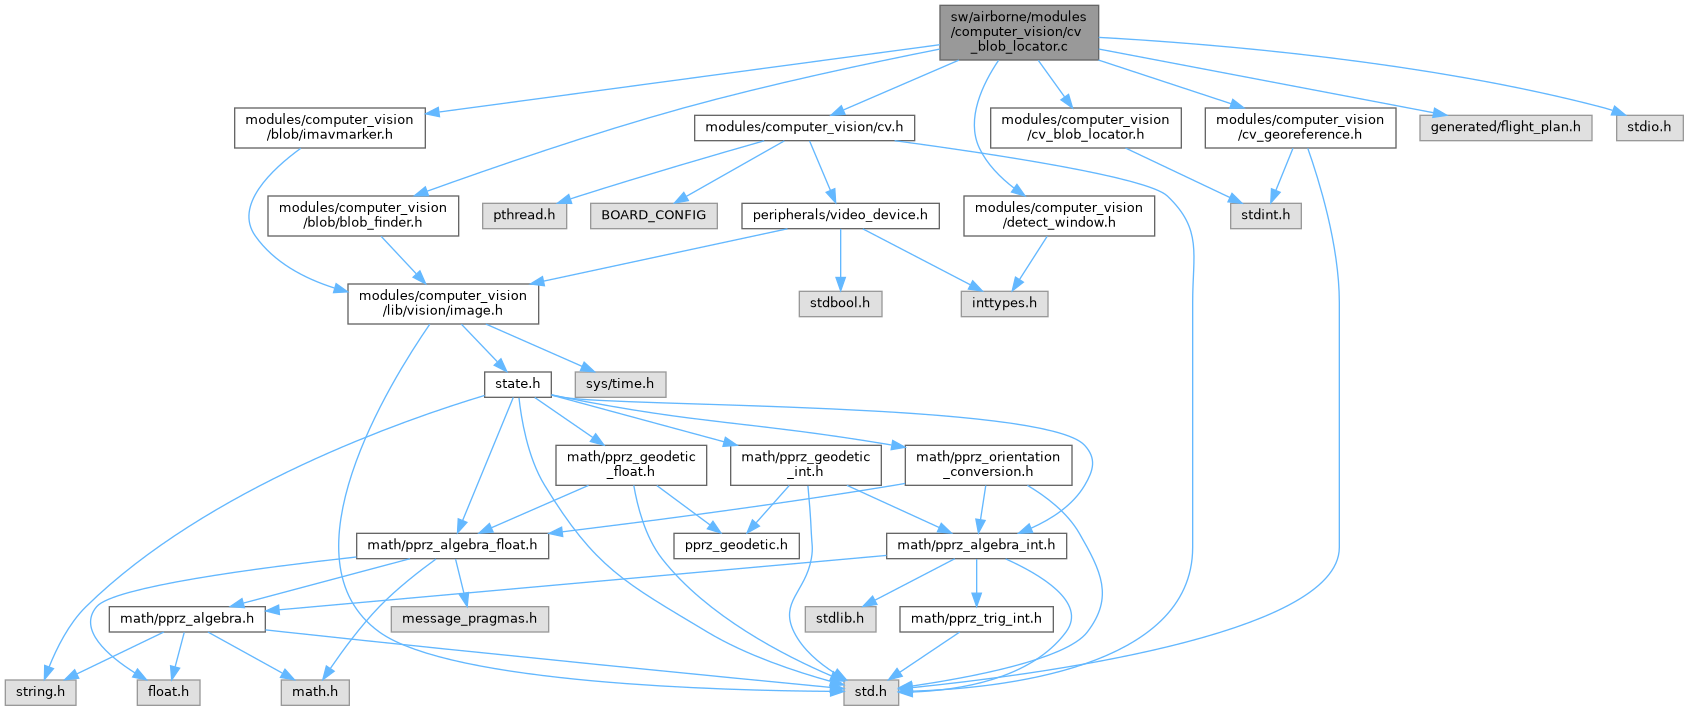 sw/airborne/modules
/computer_vision/cv
_blob_locator.c
modules/computer_vision
/blob/imavmarker.h
modules/computer_vision/cv.h
modules/computer_vision
/cv_blob_locator.h
modules/computer_vision
/cv_georeference.h
generated/flight_plan.h
stdio.h
modules/computer_vision
/blob/blob_finder.h
pthread.h
BOARD_CONFIG
peripherals/video_device.h
modules/computer_vision
/detect_window.h
stdint.h
modules/computer_vision
/lib/vision/image.h
stdbool.h
inttypes.h
state.h
sys/time.h
math/pprz_geodetic
_float.h
math/pprz_geodetic
_int.h
math/pprz_orientation
_conversion.h
math/pprz_algebra_float.h
pprz_geodetic.h
math/pprz_algebra_int.h
math/pprz_algebra.h
message_pragmas.h
stdlib.h
math/pprz_trig_int.h
string.h
float.h
math.h
std.h